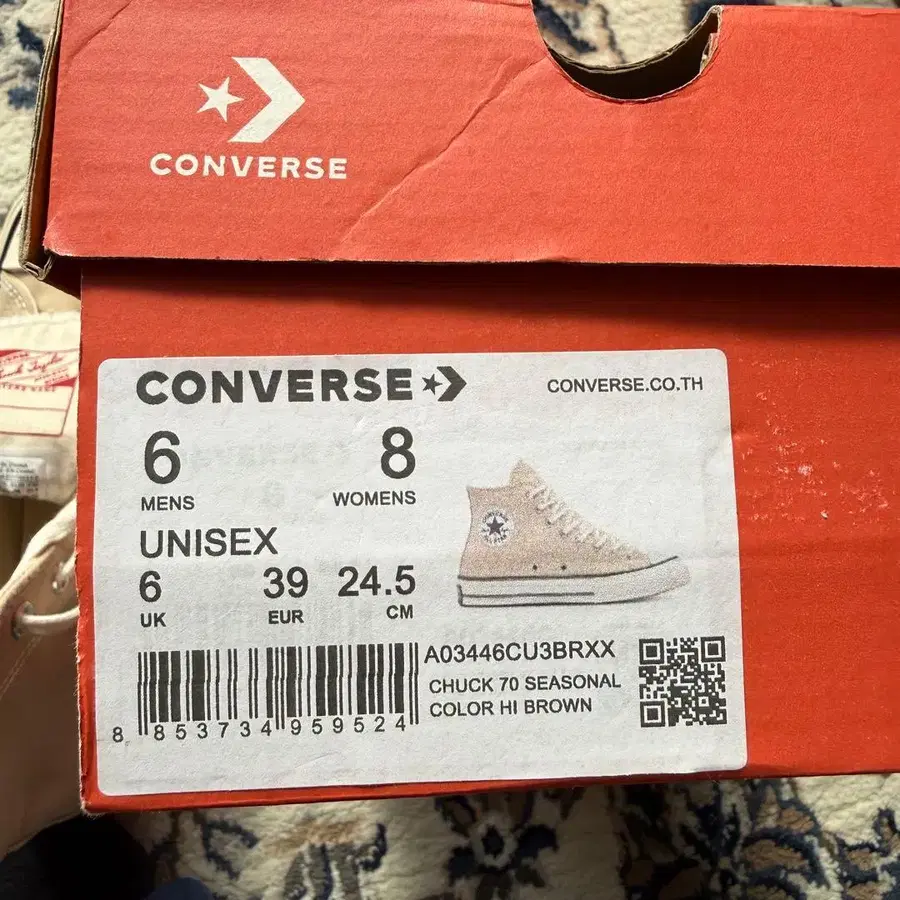 CONVERSE
CONVERSE
CONVERSE.CO.TH
6 8
MENS WOMENS
UNISEX
6 39 24.5
UK EUR CM
A03446CU3BRXX
CHUCK 70 SEASONAL
COLOR HI BROWN
8 853734 959524